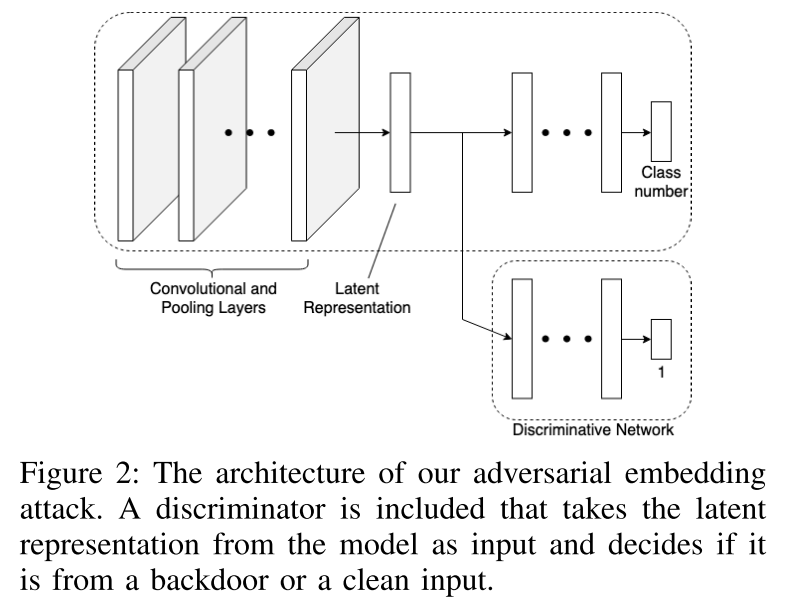 Class
number
Convolutional and
Pooling Layers
Latent
Representation
1
Discriminative Network
Figure 2: The architecture of our adversarial embedding
attack. A discriminator is included that takes the latent
representation from the model as input and decides if it
is from a backdoor or a clean input.